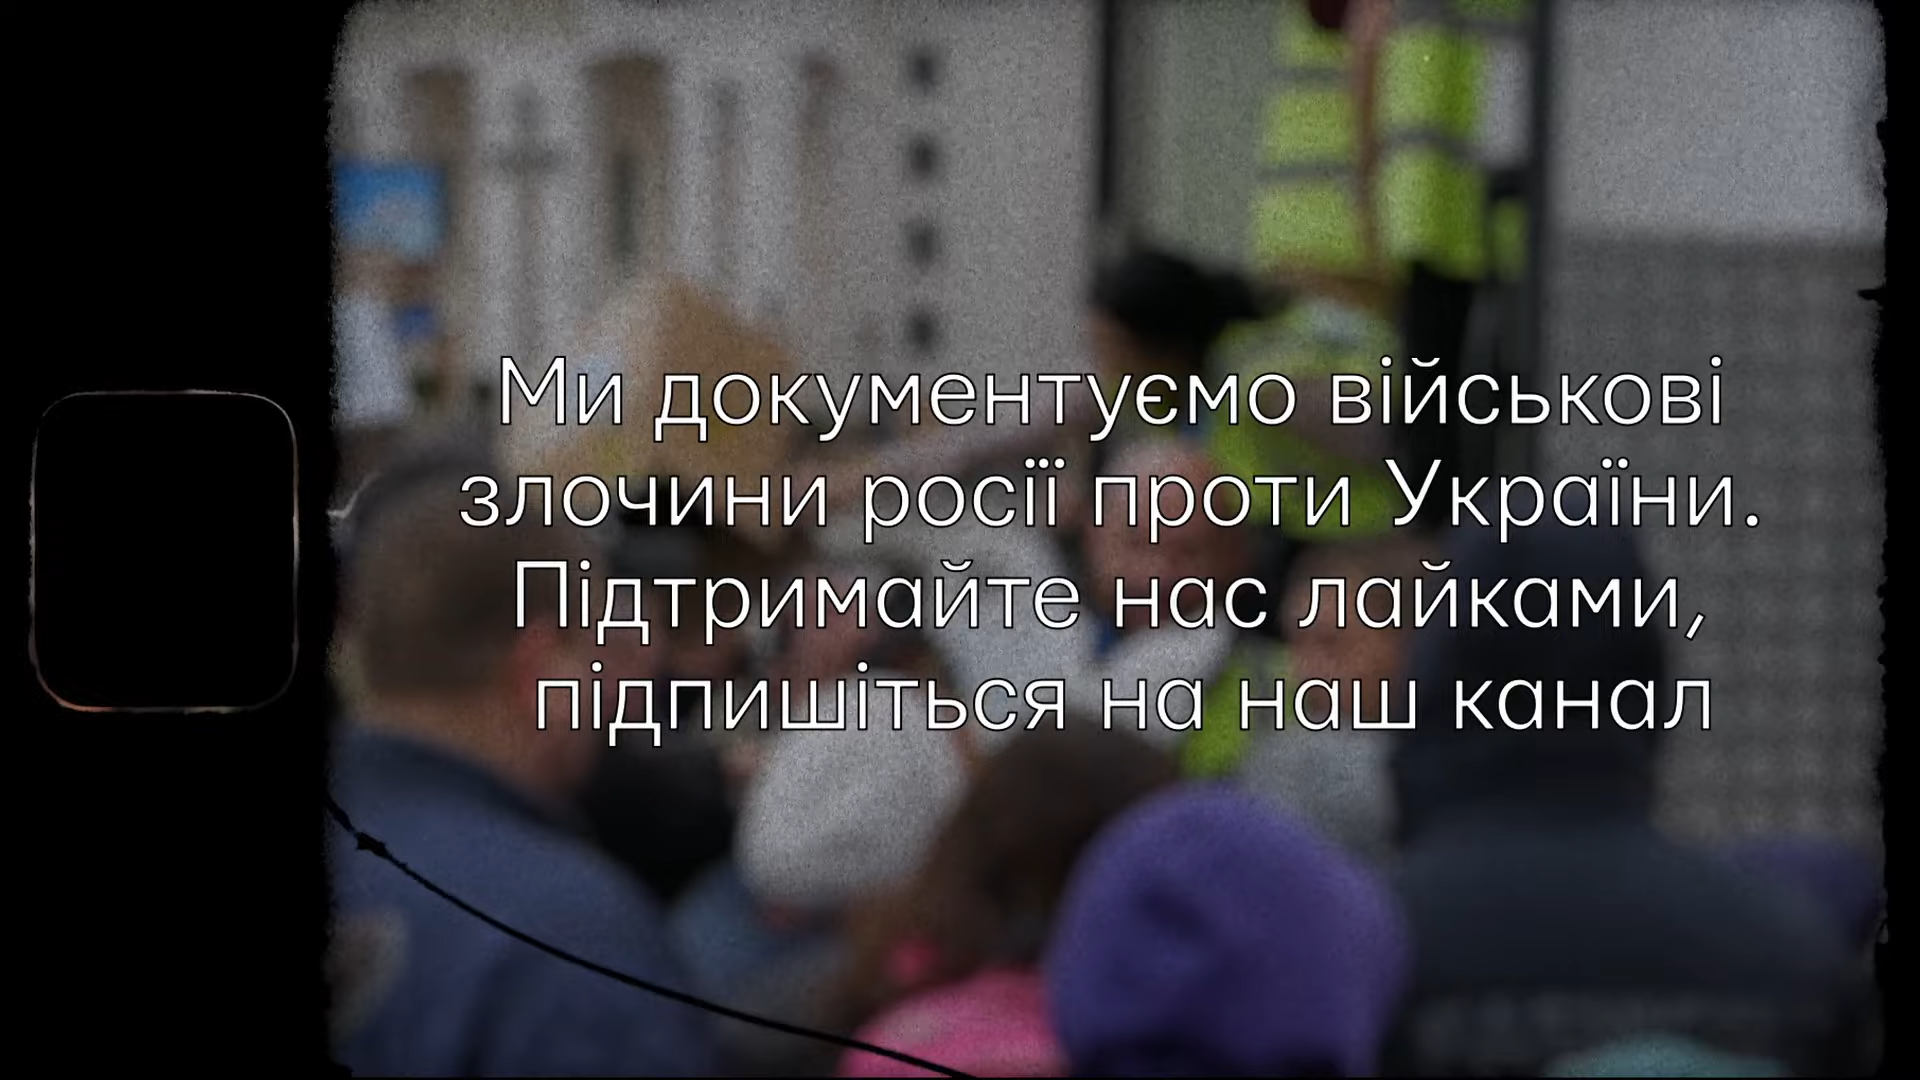 Ми документуємо військові
злочини росії проти України.
Підтримайте нас лайками,
підпишіться на наш канал